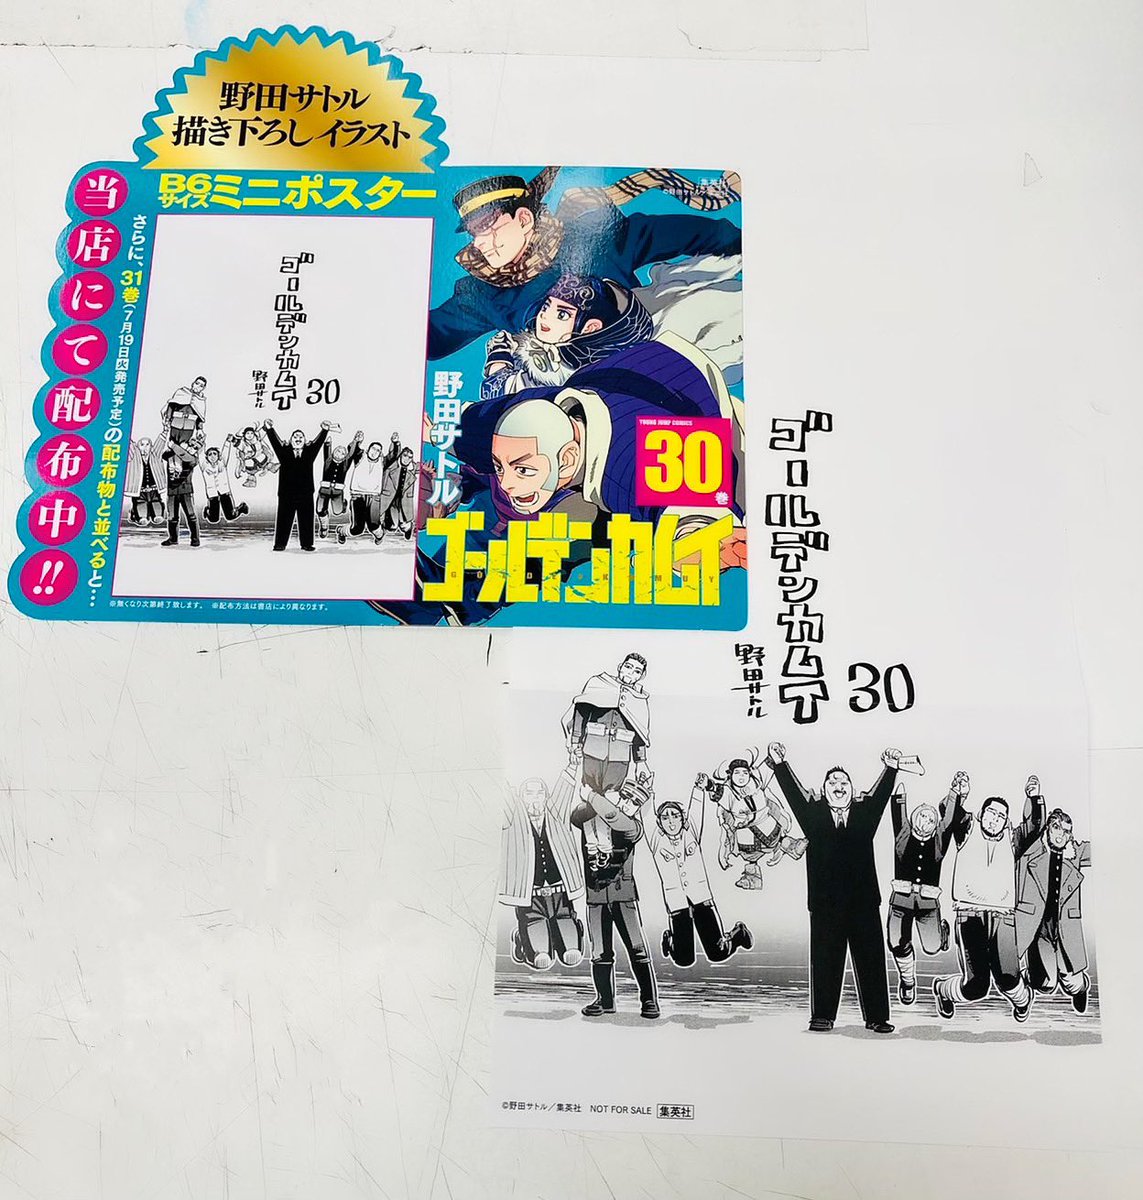 野田サトル
描き下ろしイラスト
B6
サイズ
ミニポスター
当店にて配布中!!
さらに、31巻(7月19日火発売予定)の配布物と並べると…
ゴールデンカムイ
野田サトル
30
※無くなり次第終了致します。 ※配布方法は書店により異なります。
集英社
野田サトル
YOUNG JUMP COMICS
30
巻
ゴールデンカムイ
ゴールデンカムイ
野田サトル
30
©野田サトル／集英社 NOT FOR SALE 集英社